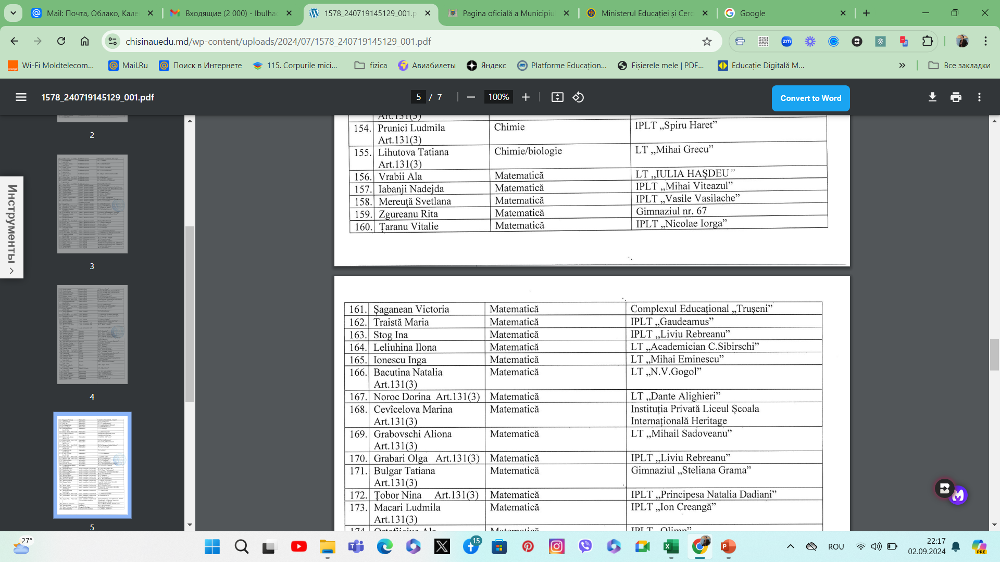 Mail: Почта, Облако, Кале
Входящие (2 000) - lbulha
1578_240719145129_001.p
Pagina oficială a Municipiu
Ministerul Educației și Cerc
Google
chisinauedu.md/wp-content/uploads/2024/07/1578_240719145129_001.pdf
Wi-Fi Moldtelecom...
Mail.Ru
Поиск в Интернете
115. Corpurile mici...
fizica
Авиабилеты
Яндекс
Platforme Education...
Fișierele mele | PDF...
Educație Digitală M...
Все закладки
1578_240719145129_001.pdf
5 / 7
100%
Convert to Word
Инструменты
2
3
4
5
Art.131(3)
154. Prunici Ludmila Chimie IPLT „Spiru Haret”
Art.131(3)
155. Lihutova Tatiana Chimie/biologie LT „Mihai Grecu”
Art.131(3)
156. Vrabii Ala Matematică LT „IULIA HAȘDEU”
157. Iabanji Nadejda Matematică IPLT „Mihai Viteazul”
158. Mereuţă Svetlana Matematică IPLT „Vasile Vasilache”
159. Zgureanu Rita Matematică Gimnaziul nr. 67
160. Țaranu Vitalie Matematică IPLT „Nicolae Iorga”
161. Șaganean Victoria Matematică Complexul Educațional „Trușeni”
162. Traistă Maria Matematică IPLT „Gaudeamus”
163. Stog Ina Matematică IPLT „Liviu Rebreanu”
164. Leliuhina Ilona Matematică LT „Academician C.Sibirschi”
165. Ionescu Inga Matematică LT „Mihai Eminescu”
166. Bacutina Natalia Matematică LT „N.V.Gogol”
Art.131(3)
167. Noroc Dorina Art.131(3) Matematică LT „Dante Alighieri”
168. Cevîcelova Marina Matematică Instituția Privată Liceul Școala
Art.131(3) Internațională Heritage
169. Grabovschi Aliona Matematică LT „Mihail Sadoveanu”
Art.131(3)
170. Grabari Olga Art.131(3) Matematică IPLT „Liviu Rebreanu”
171. Bulgar Tatiana Matematică Gimnaziul „Steliana Grama”
Art.131(3)
172. Țobor Nina Art.131(3) Matematică IPLT „Principesa Natalia Dadiani”
173. Macari Ludmila Matematică IPLT „Ion Creangă”
Art.131(3)
174. Matematică IPLT „Olimp”
27°
15
ROU
22:17
02.09.2024
PRE